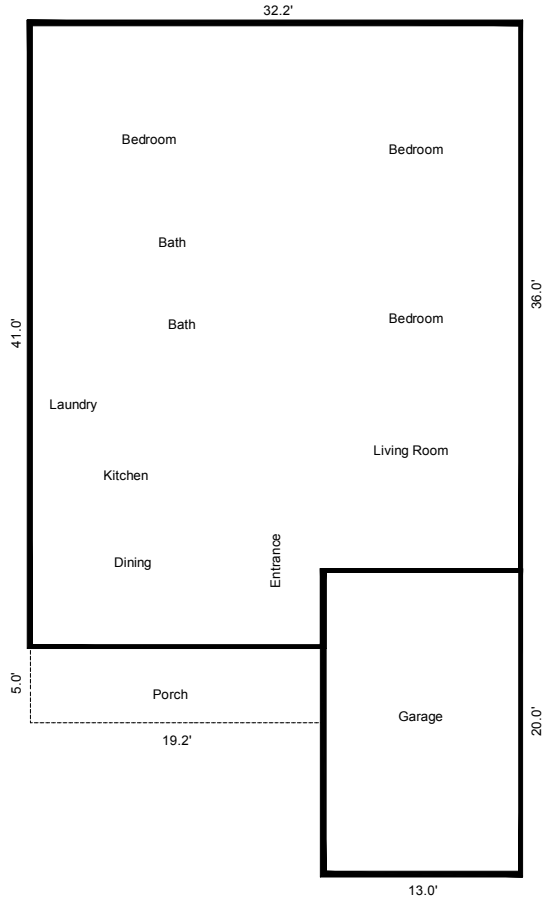 32.2'
Bedroom
Bedroom
Bath
36.0'
Bedroom
Bath
41.0'
Laundry
Living Room
Kitchen
Entrance
Dining
5.0'
Porch
Garage
20.0'
19.2'
13.0'